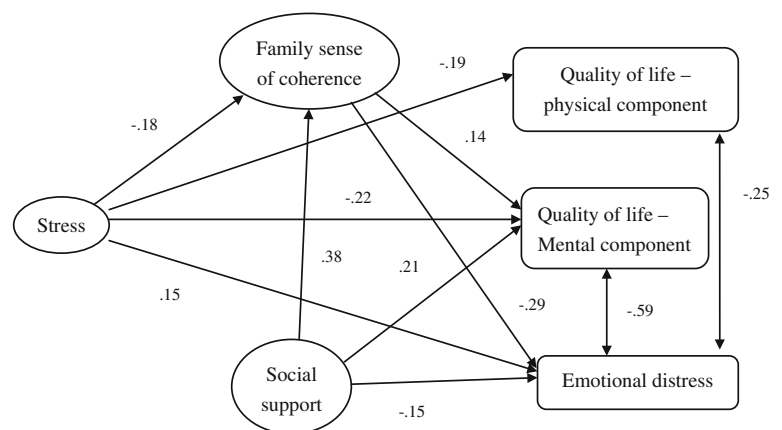 Family sense
of coherence
-.19
Quality of life –
physical component
-.18
.14
-.25
Stress
-.22
Quality of life –
Mental component
.38
.21
.15
-.29
-.59
Social
support
Emotional distress
-.15